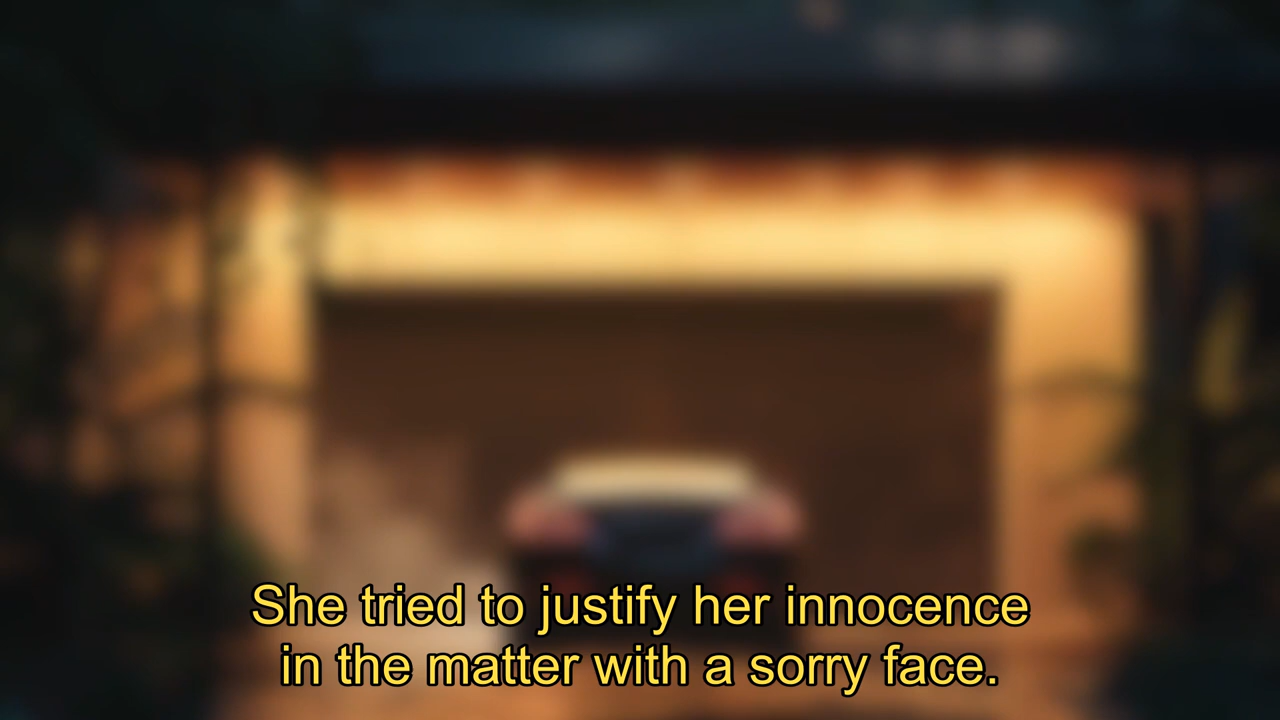 She tried to justify her innocence
in the matter with a sorry face.